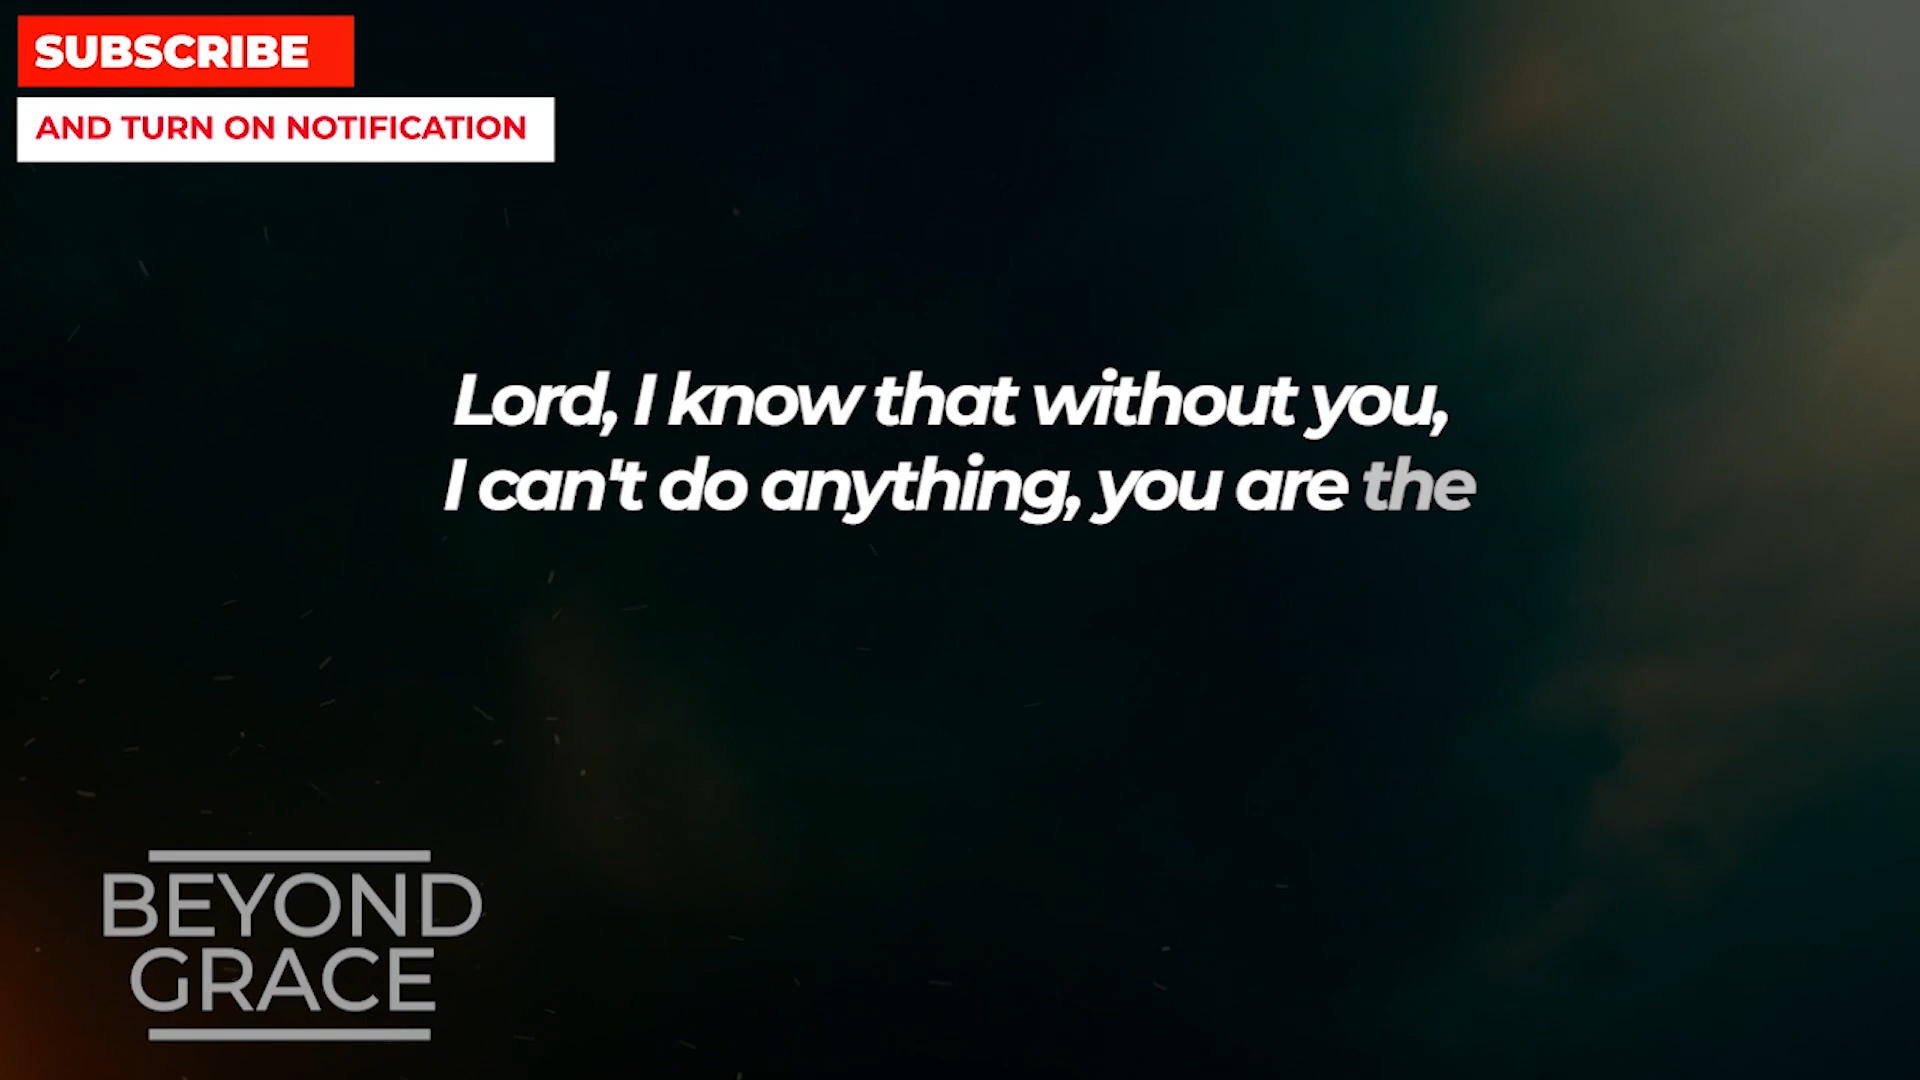 SUBSCRIBE
AND TURN ON NOTIFICATION
Lord, I know that without you,
I can't do anything, you are the
BEYOND
GRACE